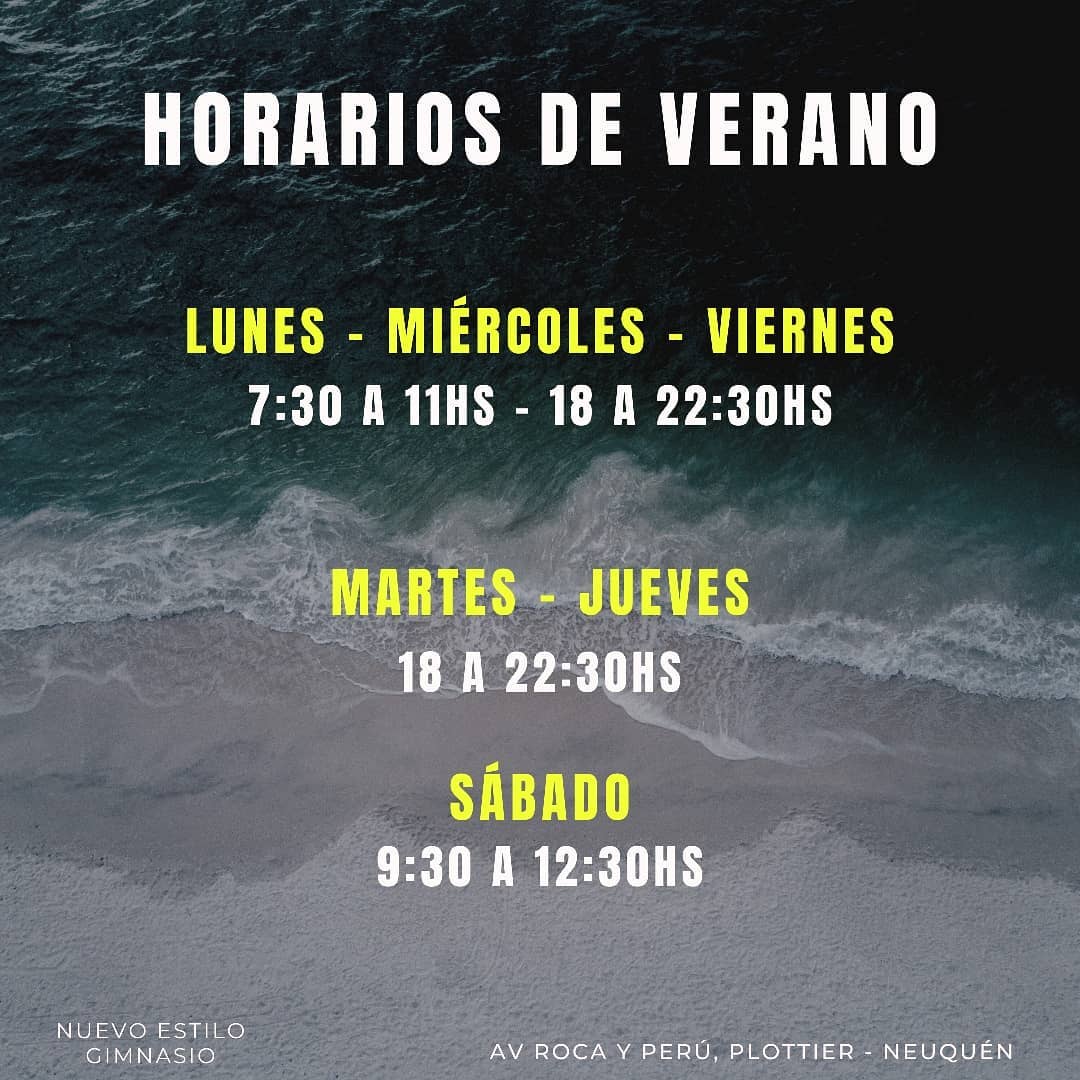 HORARIOS DE VERANO
LUNES - MIÉRCOLES - VIERNES
7:30 A 11HS - 18 A 22:30HS
MARTES - JUEVES
18 A 22:30HS
SÁBADO
9:30 A 12:30HS
NUEVO ESTILO
GIMNASIO
AV ROCA Y PERÚ, PLOTTIER - NEUQUÉN